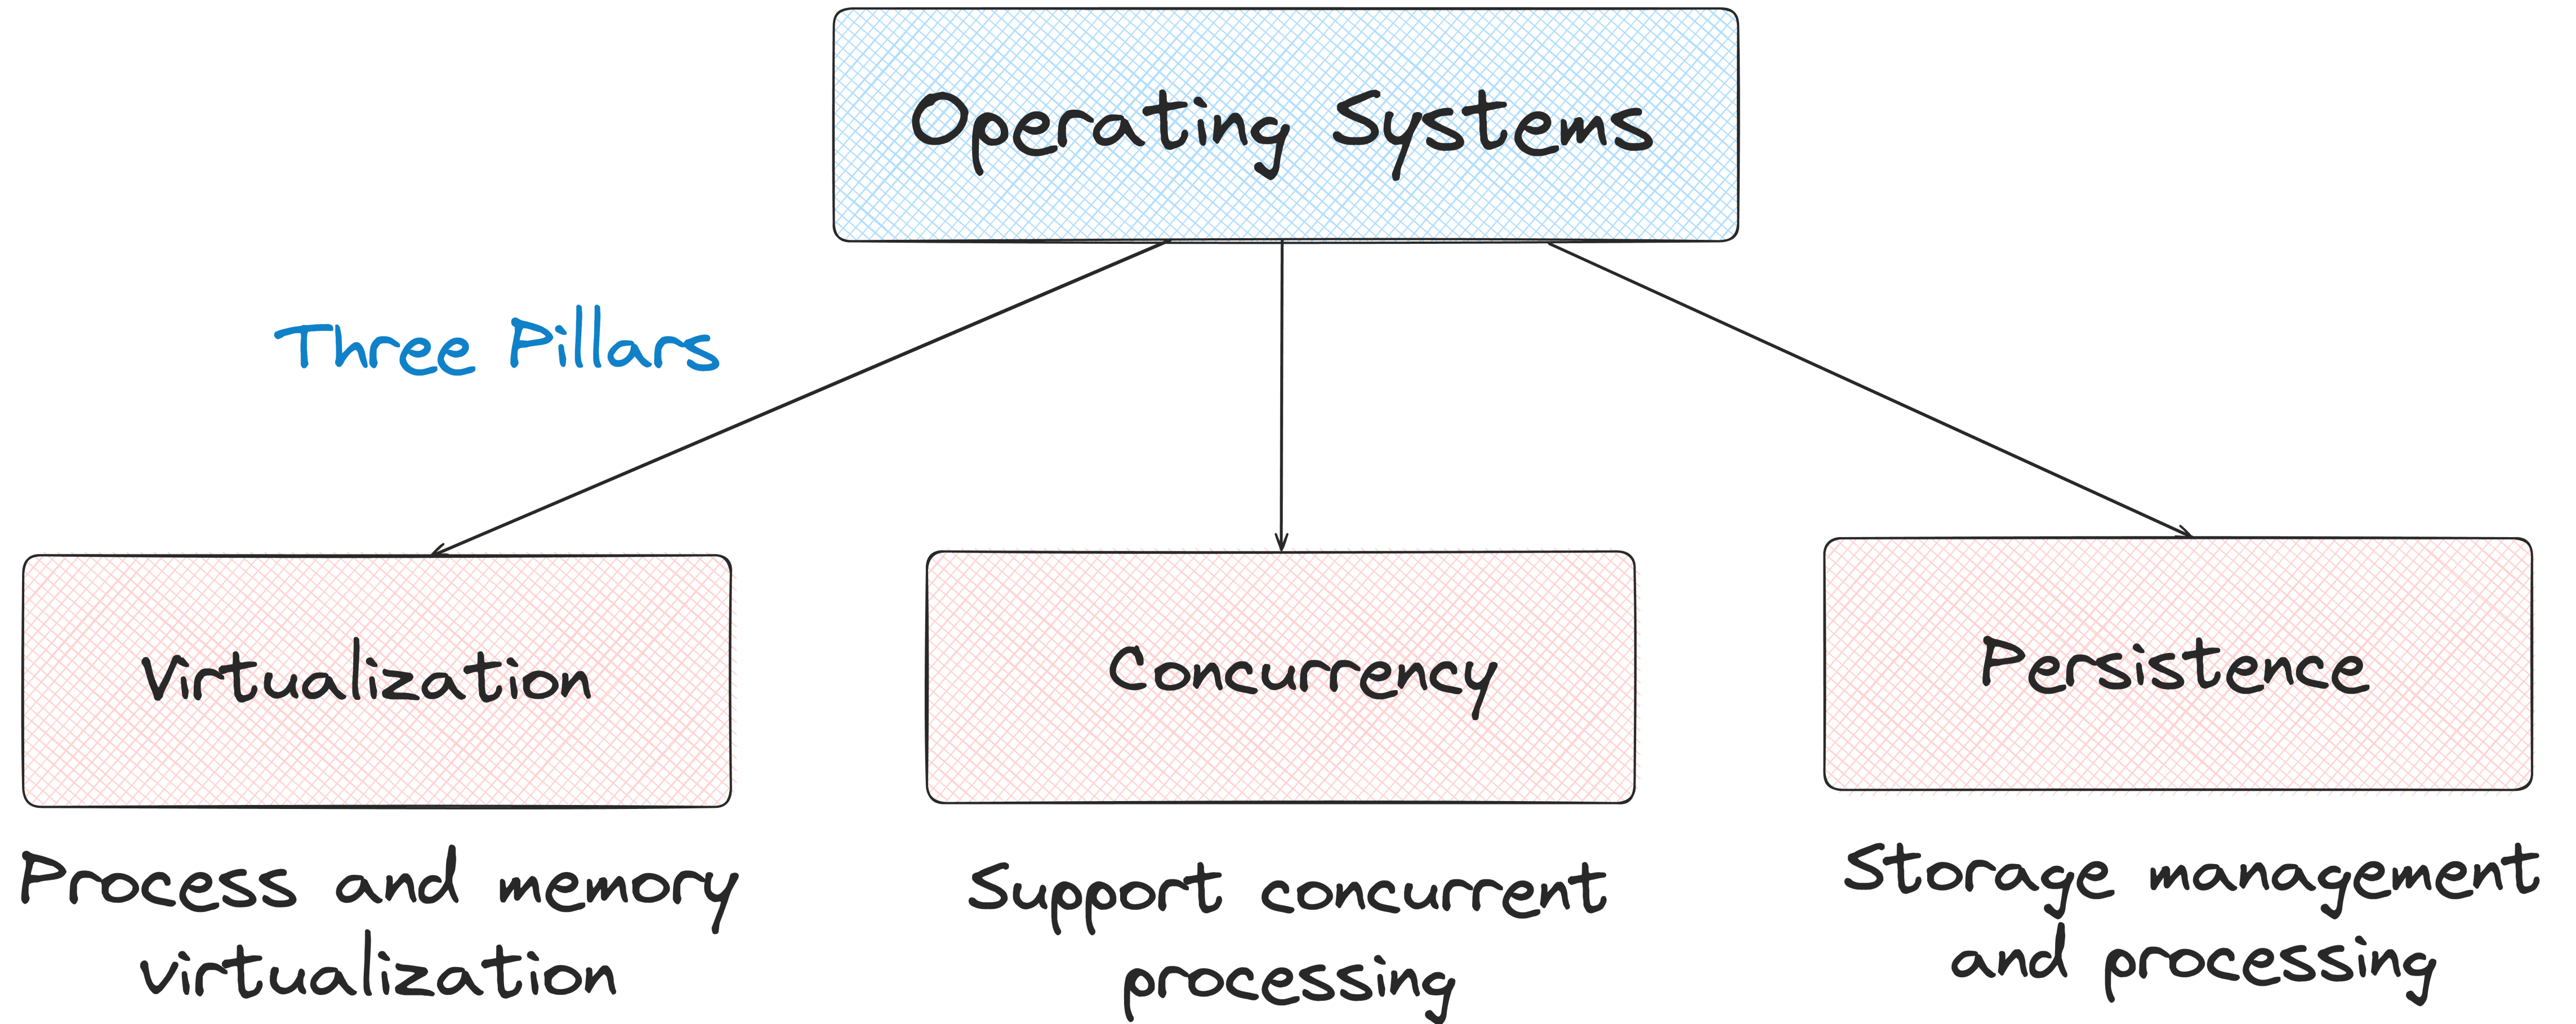 Operating Systems
Three Pillars
Virtualization
Concurrency
Persistence
Process and memory
virtualization
Support concurrent
processing
Storage management
and processing